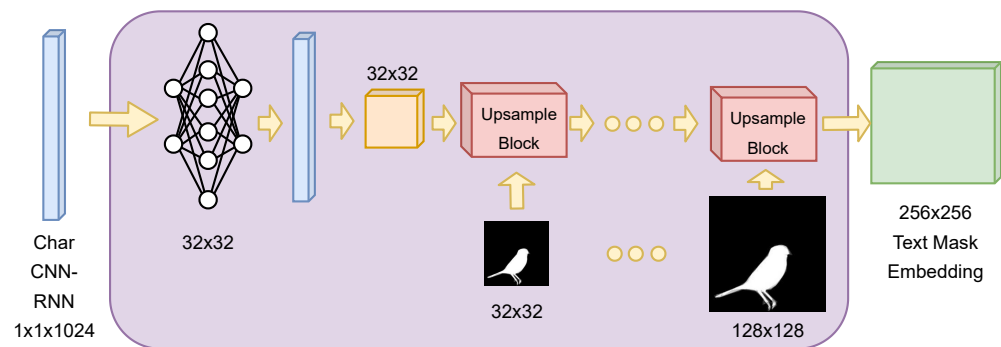 Char
CNN-
RNN
1x1x1024
32x32
32x32
Upsample
Block
32x32
Upsample
Block
128x128
256x256
Text Mask
Embedding